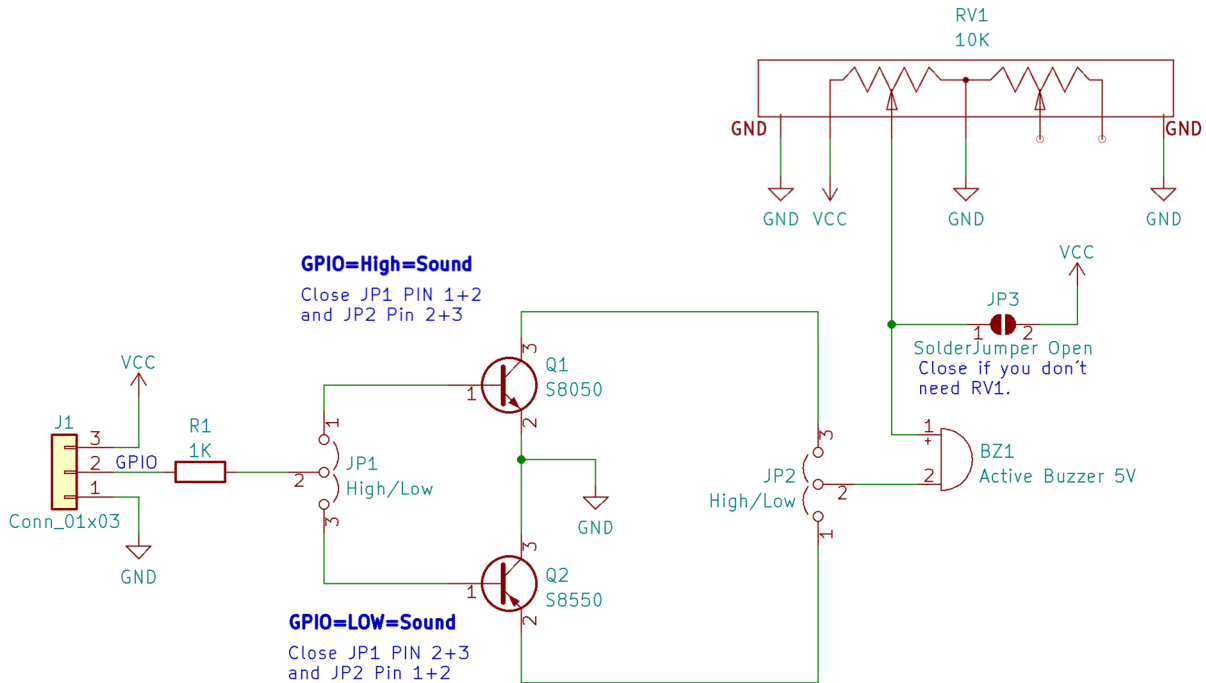 RV1
10K
GND
GND
GND
VCC
GND
GND
GPIO=High=Sound
Close JP1 PIN 1+2
and JP2 Pin 2+3
VCC
JP3
1
2
SolderJumper Open
Close if you don't
need RV1.
VCC
J1
3
2
1
GPIO
Conn_01x03
GND
R1
1K
1
2
3
JP1
High/Low
3
1
2
Q1
S8050
GND
3
1
2
Q2
S8550
3
2
1
JP2
High/Low
1
+
2
BZ1
Active Buzzer 5V
GPIO=LOW=Sound
Close JP1 PIN 2+3
and JP2 Pin 1+2